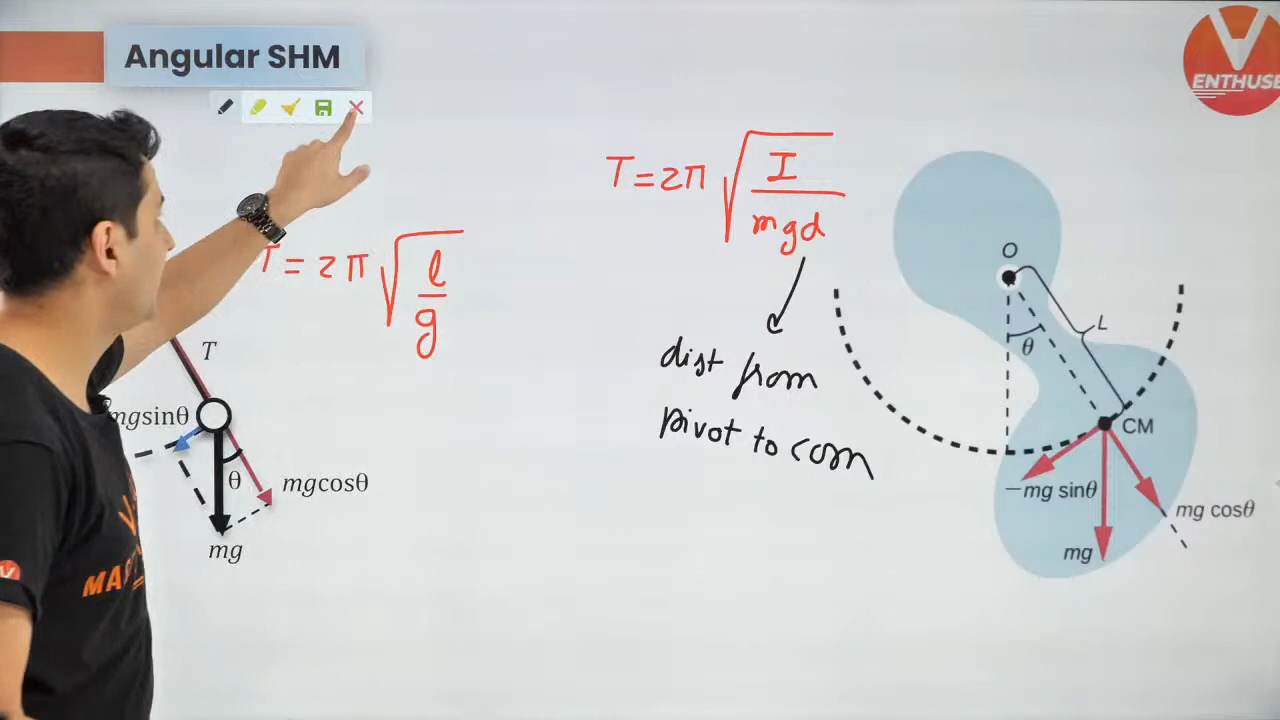 Angular SHM
ENTHUSE
T = 2π √(I / mgd)
T = 2π √(l / g)
O
L
θ
T
dist from
pivot to com
mgsinθ
CM
θ
mgcosθ
−mg sinθ
mg cosθ
mg
mg